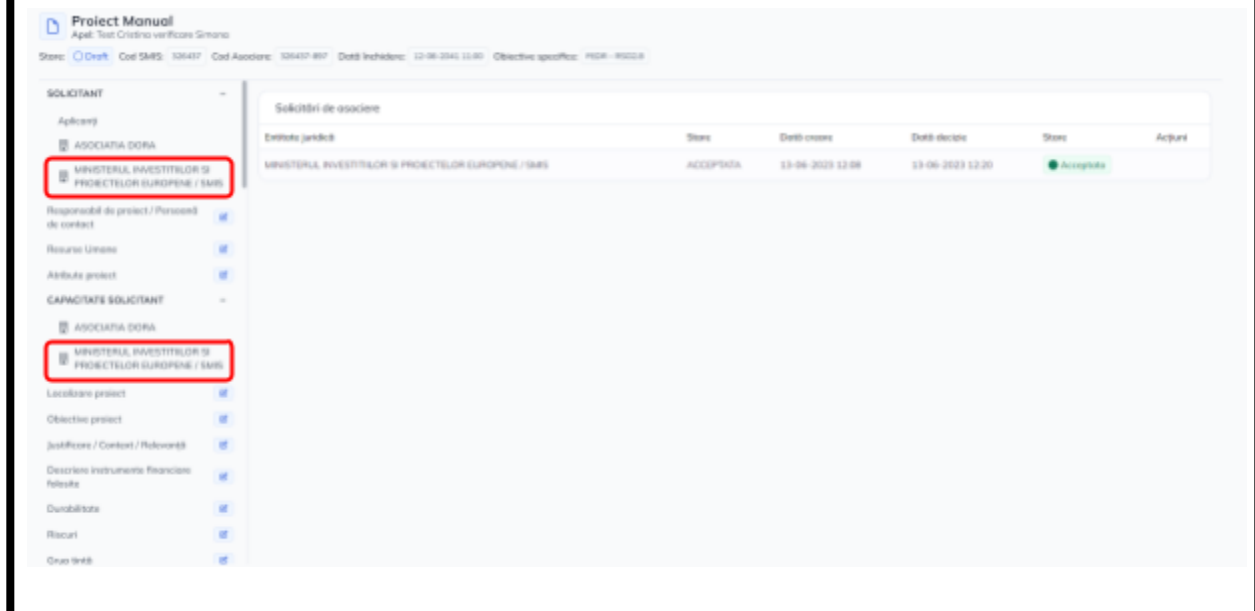 Proiect Manual
Apel: Test Cristina verificare Simona
Stare: Draft Cod SMIS: 326437 Cod Asociere: 326437-897 Dată închidere: 12-06-2041 11:00 Obiective specifice:
SOLICITANT
Solicitări de asociere
Aplicanți
Entitate juridică Stare Dată creare Dată decizie Stare Acțiuni
ASOCIATIA DORA
MINISTERUL INVESTITIILOR SI PROIECTELOR EUROPENE / SMIS ACCEPTATA 13-06-2023 12:08 13-06-2023 12:20 Acceptata
MINISTERUL INVESTITIILOR SI
PROIECTELOR EUROPENE / SMIS
Responsabil de proiect / Persoană
de contact
Resurse Umane
Atribute proiect
CAPACITATE SOLICITANT
ASOCIATIA DORA
MINISTERUL INVESTITIILOR SI
PROIECTELOR EUROPENE / SMIS
Localizare proiect
Obiective proiect
Justificare / Context / Relevanță
Descriere instrumente financiare
folosite
Durabilitate
Riscuri
Grup țintă